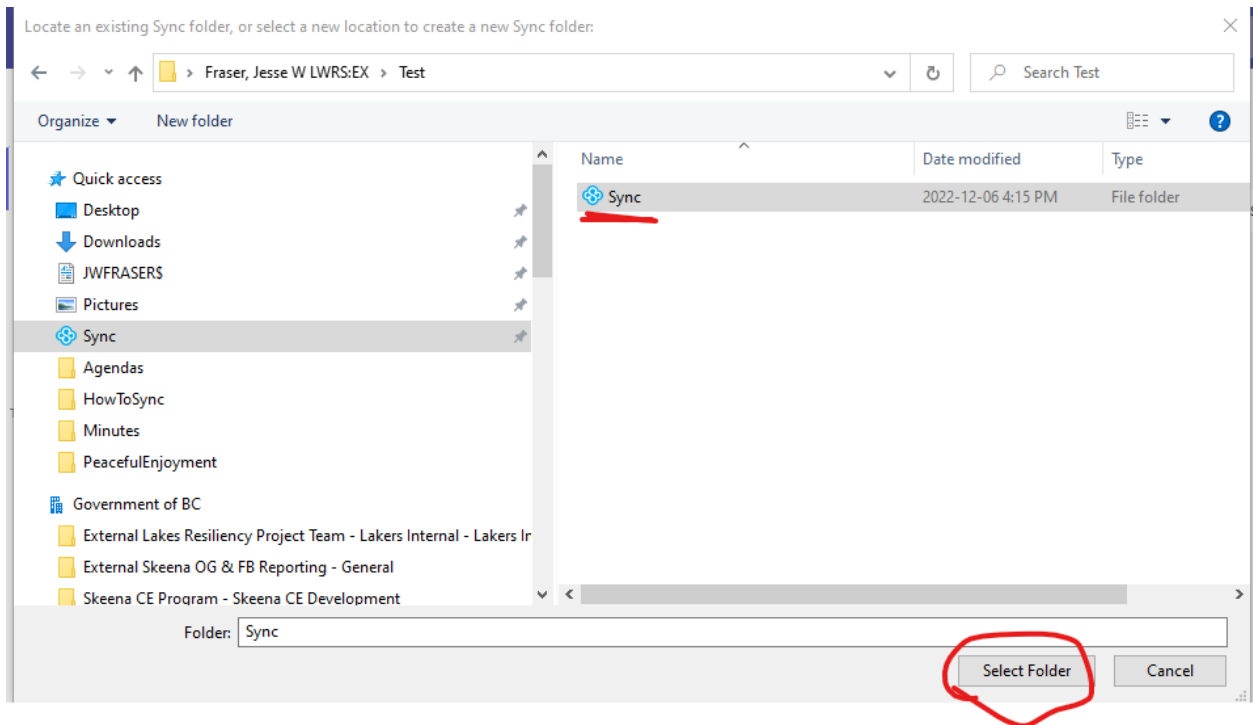 Locate an existing Sync folder, or select a new location to create a new Sync folder:
Fraser, Jesse W LWRS:EX > Test
Search Test
Organize
New folder
?
Name
Date modified
Type
Sync
2022-12-06 4:15 PM
File folder
Quick access
Desktop
Downloads
JWFRASER$
Pictures
Sync
Agendas
HowToSync
Minutes
PeacefulEnjoyment
Government of BC
External Lakes Resiliency Project Team - Lakers Internal - Lakers In
External Skeena OG & FB Reporting - General
Skeena CE Program - Skeena CE Development
Folder: Sync
Select Folder
Cancel